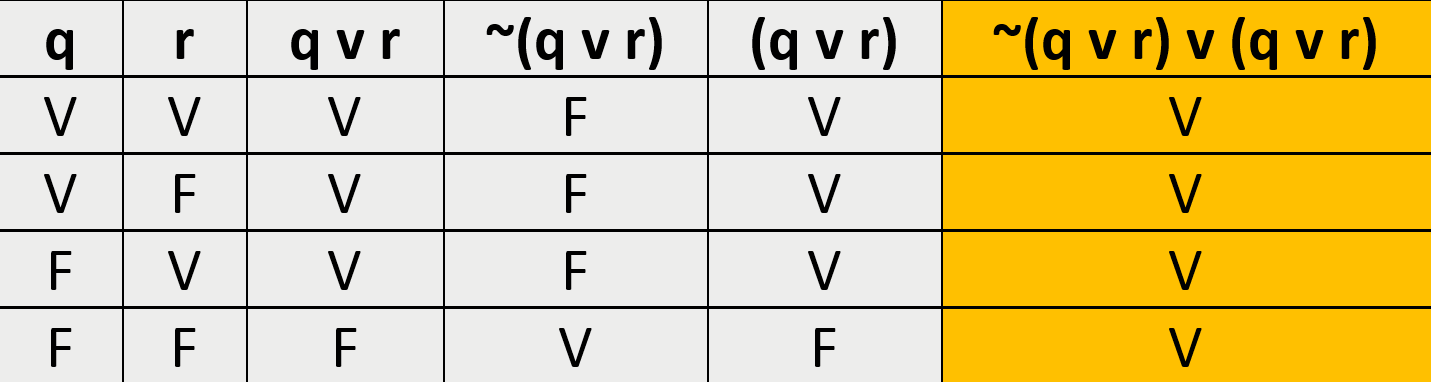 q r q v r ~(q v r) (q v r) ~(q v r) v (q v r)
V V V F V V
V F V F V V
F V V F V V
F F F V F V